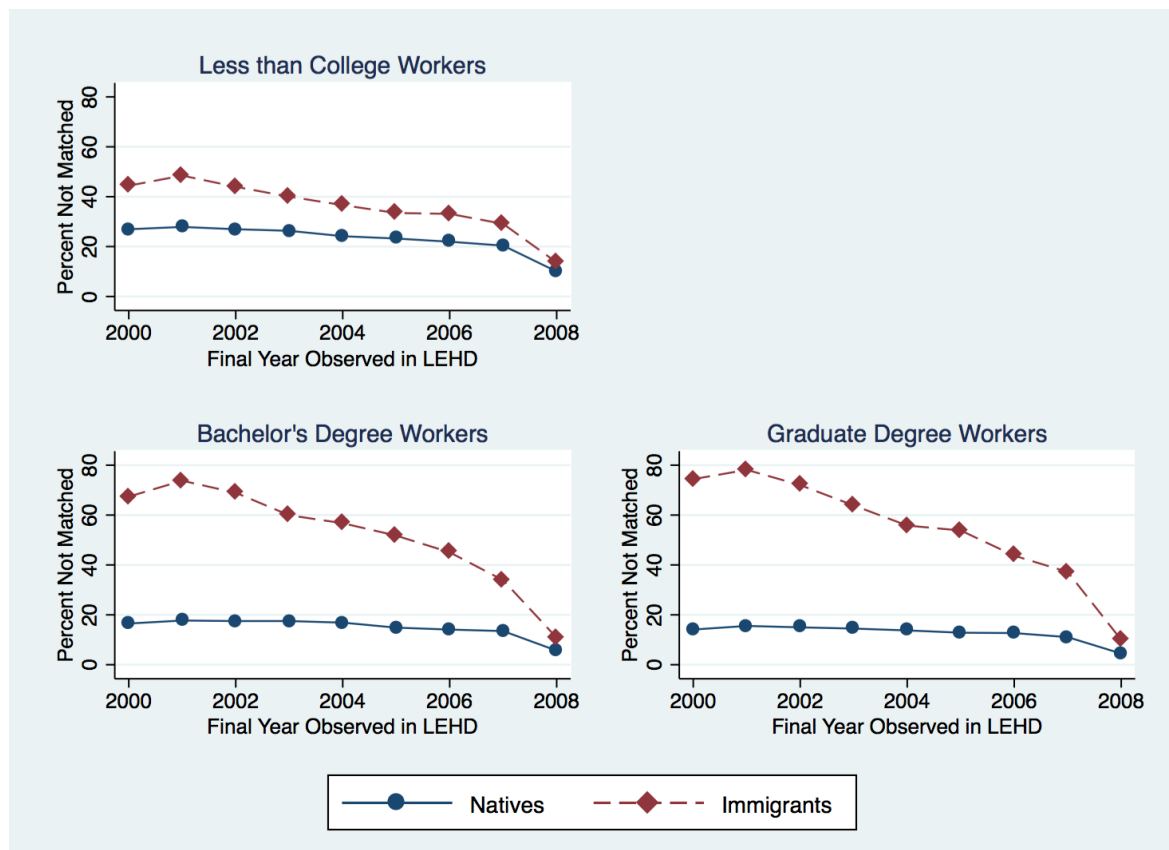 Less than College Workers
Percent Not Matched
80
60
40
20
0
2000 2002 2004 2006 2008
Final Year Observed in LEHD
Bachelor's Degree Workers
Percent Not Matched
80
60
40
20
0
2000 2002 2004 2006 2008
Final Year Observed in LEHD
Graduate Degree Workers
Percent Not Matched
80
60
40
20
0
2000 2002 2004 2006 2008
Final Year Observed in LEHD
Natives Immigrants